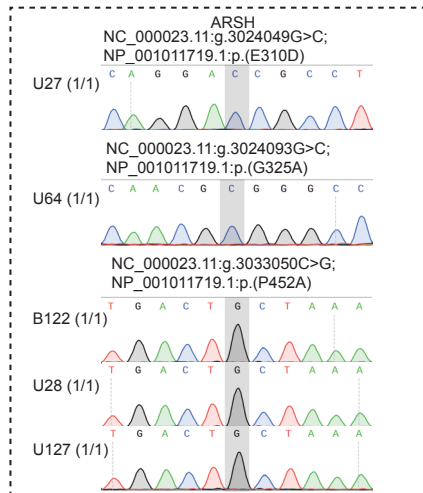 ARSH
NC_000023.11:g.3024049G>C;
NP_001011719.1:p.(E310D)
C A G G A C C G C C T
U27 (1/1)
NC_000023.11:g.3024093G>C;
NP_001011719.1:p.(G325A)
C A A C G C G G G C C
U64 (1/1)
NC_000023.11:g.3033050C>G;
NP_001011719.1:p.(P452A)
T G A C T G C T A A A
B122 (1/1)
T G A C T G C T A A A
U28 (1/1)
T G A C T G C T A A A
U127 (1/1)